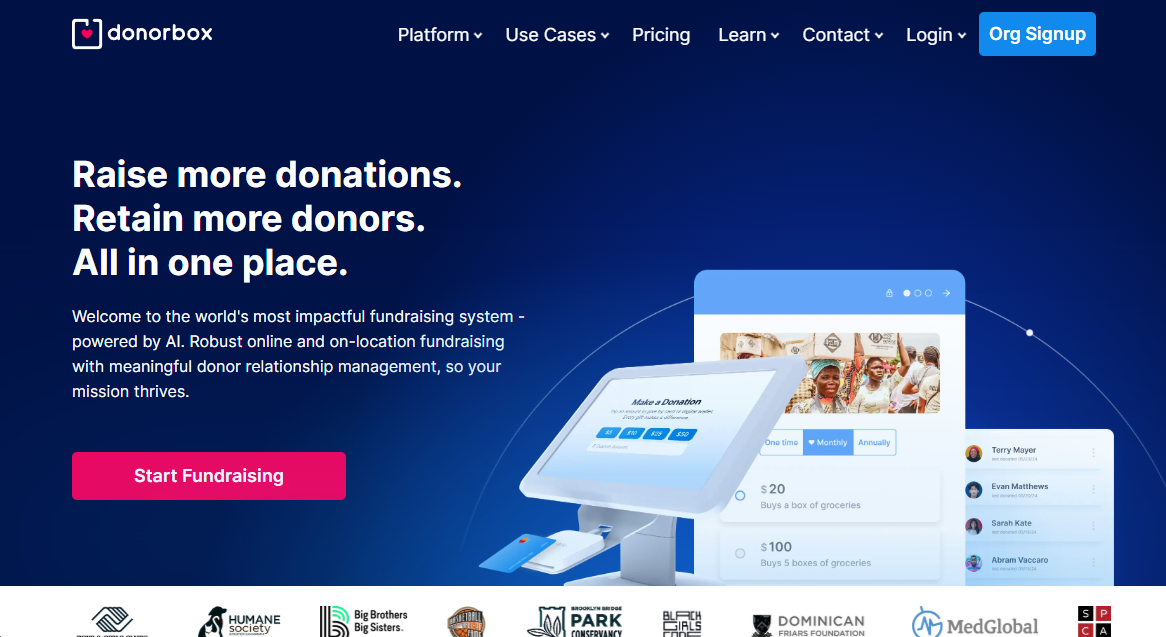 donorbox
Platform
Use Cases
Pricing
Learn
Contact
Login
Org Signup
Raise more donations.
Retain more donors.
All in one place.
Welcome to the world's most impactful fundraising system -
powered by AI. Robust online and on-location fundraising
with meaningful donor relationship management, so your
mission thrives.
Start Fundraising
Make a Donation
$10
$25
$50
One time
Monthly
Annually
$20
Buys a box of groceries
$100
Buys 5 boxes of groceries
Terry Mayer
Evan Matthews
Sarah Kate
Abram Vaccaro
HUMANE
society
Big Brothers
Big Sisters.
BROOKLYN BRIDGE
PARK
CONSERVANCY
BLACK
GIRLS
CODE
DOMINICAN
FRIARS FOUNDATION
MedGlobal
S P
C A